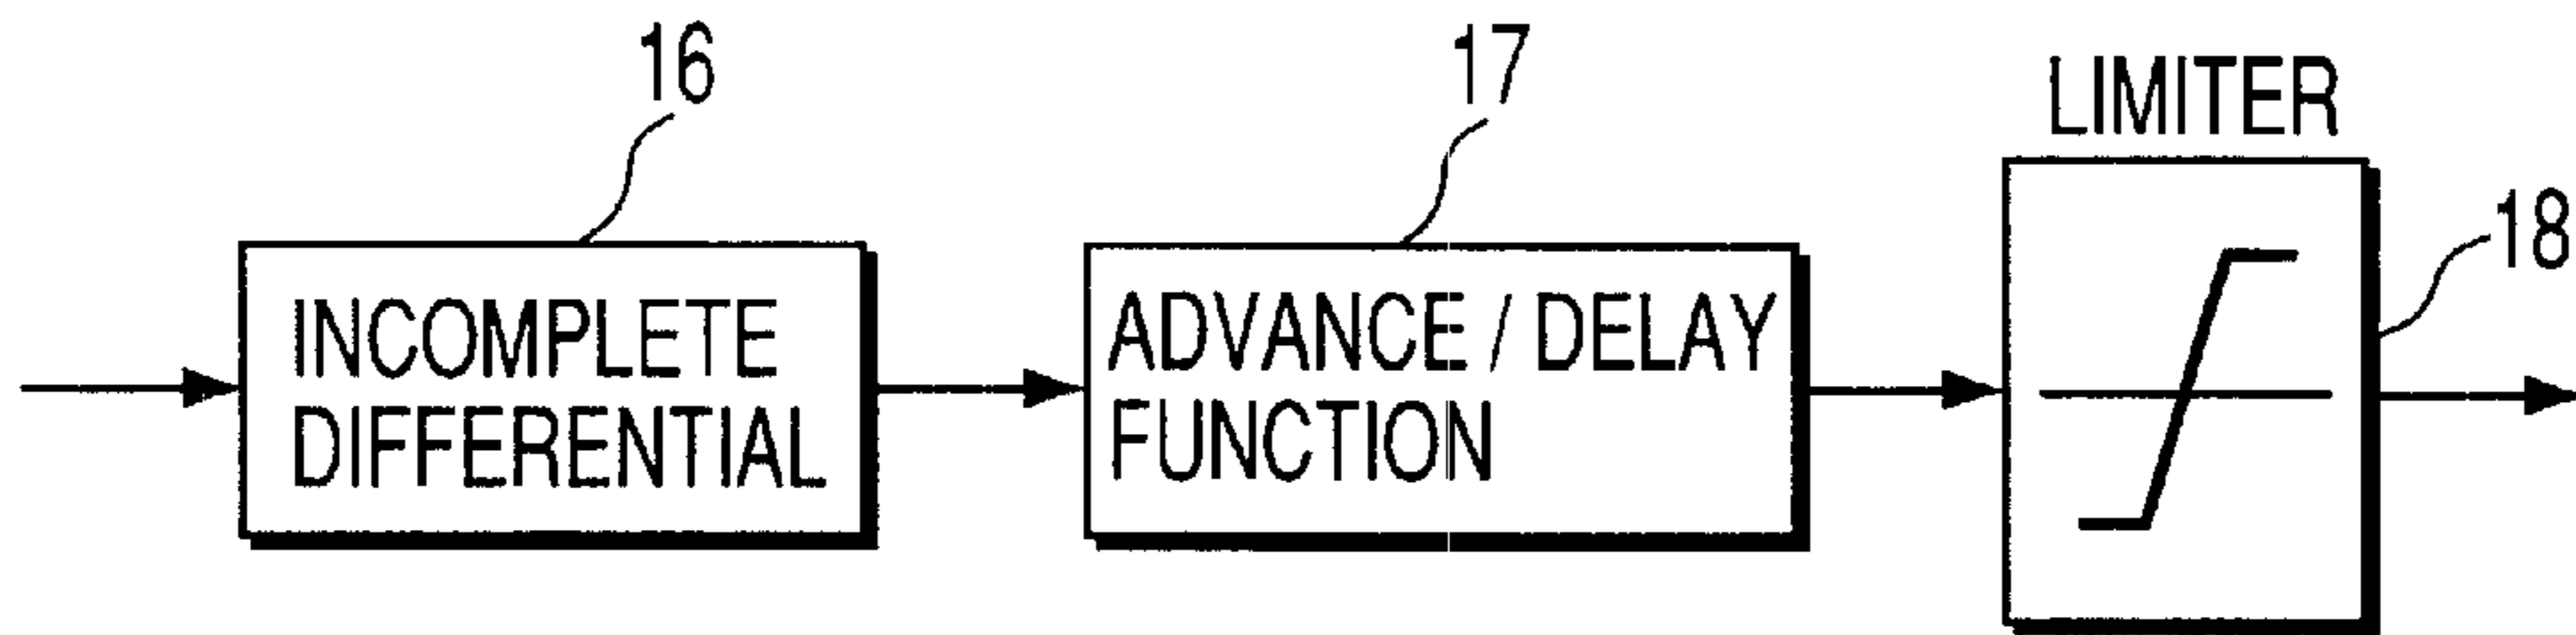 16
17
LIMITER
18
INCOMPLETE
DIFFERENTIAL
ADVANCE / DELAY
FUNCTION